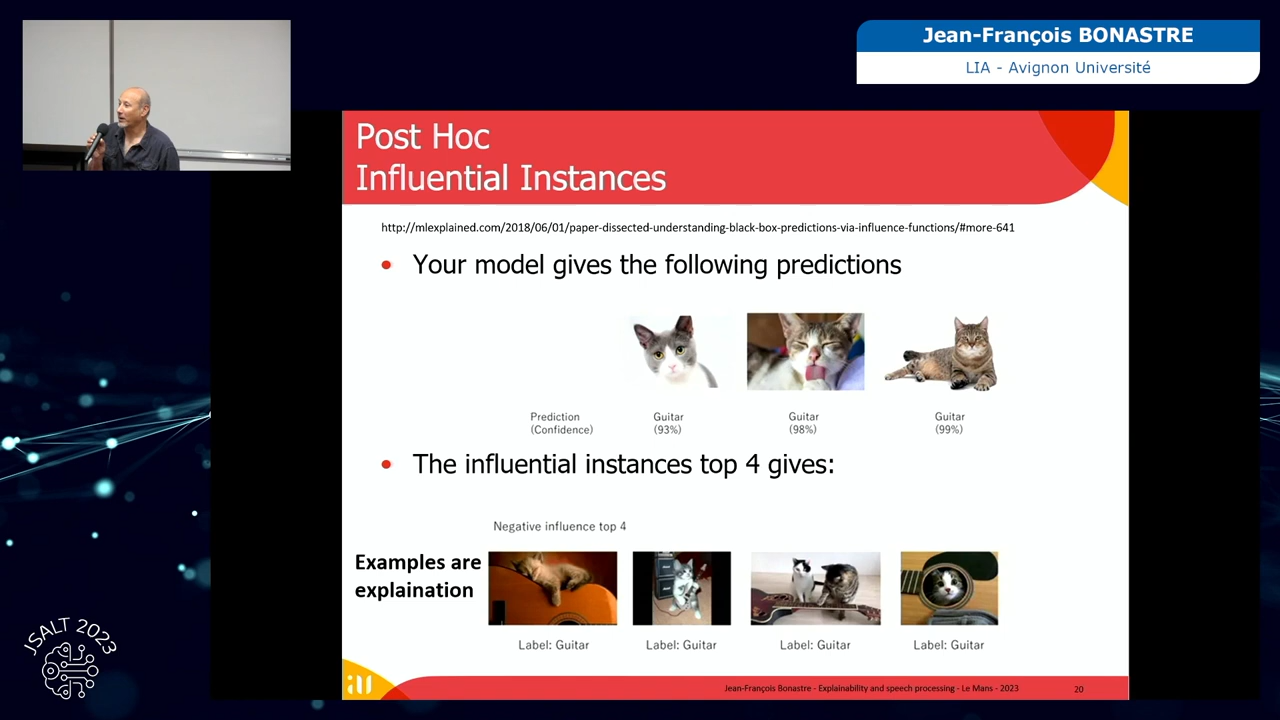 Jean-François BONASTRE
LIA - Avignon Université
Post Hoc
Influential Instances
http://mlexplained.com/2018/06/01/paper-dissected-understanding-black-box-predictions-via-influence-functions/#more-641
• Your model gives the following predictions
Prediction Guitar Guitar Guitar
(Confidence) (93%) (98%) (99%)
• The influential instances top 4 gives:
Negative influence top 4
Examples are
explaination
Label: Guitar Label: Guitar Label: Guitar Label: Guitar
JSALT 2023
au
Jean-François Bonastre - Explainability and speech processing - Le Mans - 2023 20